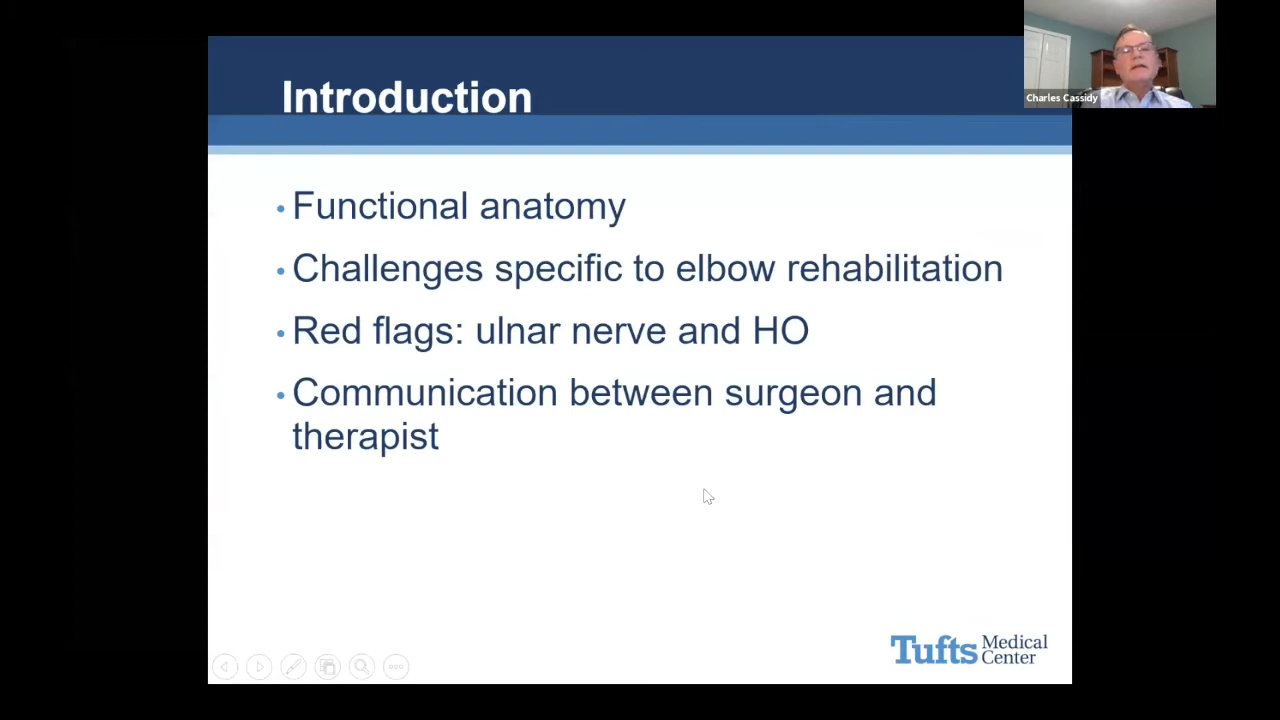 Introduction
Charles Cassidy
• Functional anatomy
• Challenges specific to elbow rehabilitation
• Red flags: ulnar nerve and HO
• Communication between surgeon and
therapist
Tufts Medical
Center